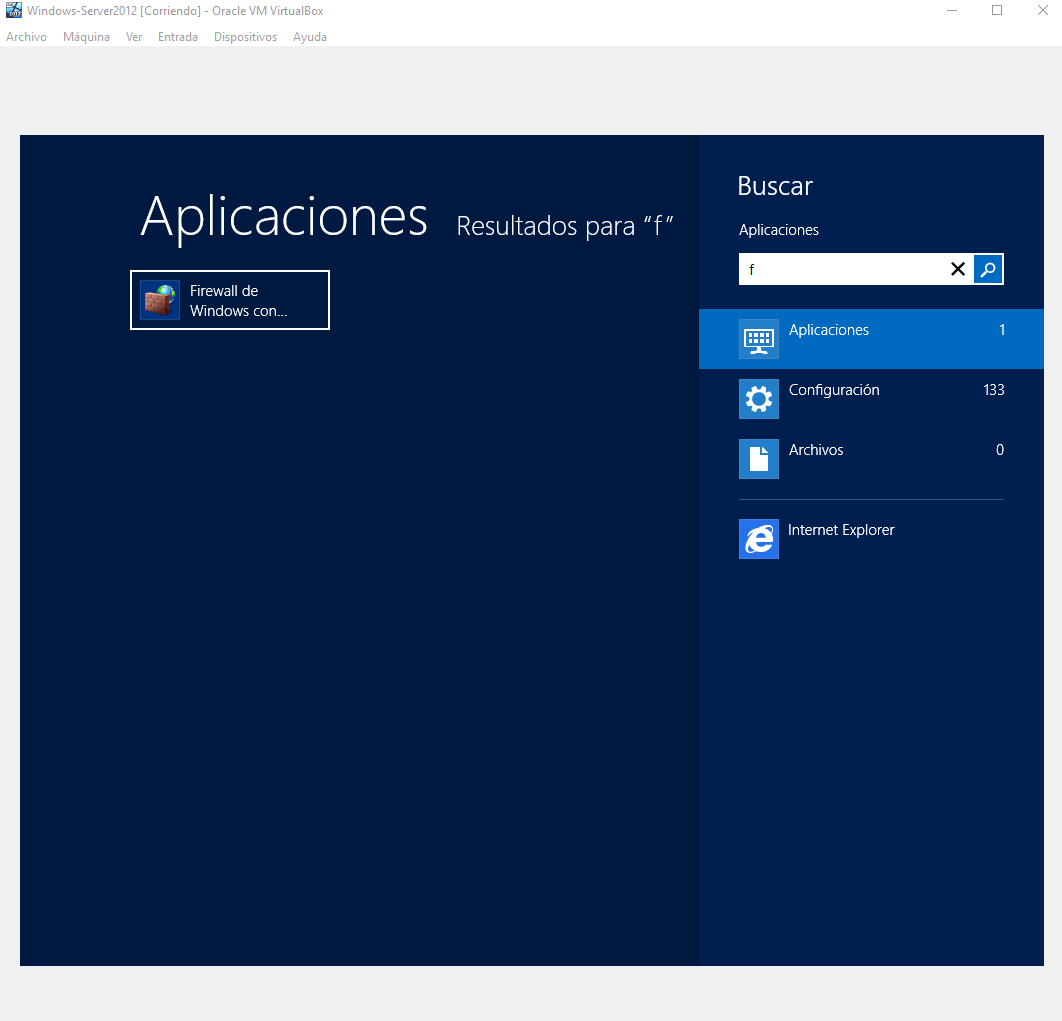 Windows-Server2012 [Corriendo] - Oracle VM VirtualBox
Archivo Máquina Ver Entrada Dispositivos Ayuda
Aplicaciones Resultados para “f”
Firewall de
Windows con...
Buscar
Aplicaciones
f
Aplicaciones 1
Configuración 133
Archivos 0
Internet Explorer